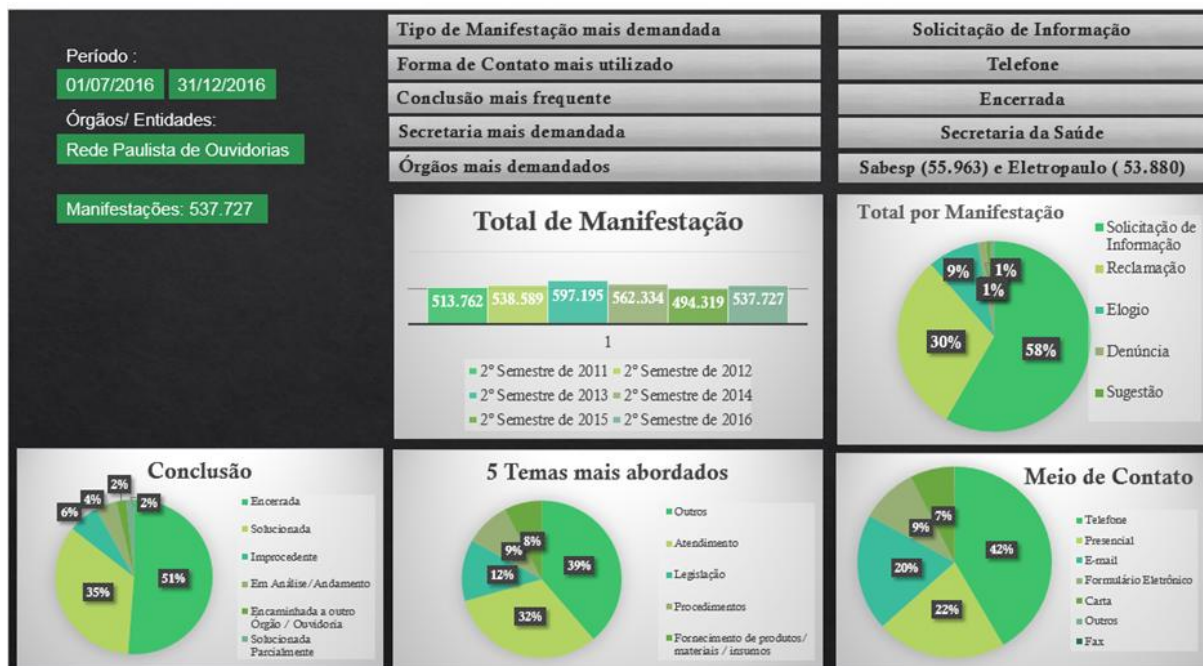 Período :
01/07/2016 31/12/2016
Órgãos/ Entidades:
Rede Paulista de Ouvidorias
Manifestações: 537.727
Tipo de Manifestação mais demandada
Solicitação de Informação
Forma de Contato mais utilizado
Telefone
Conclusão mais frequente
Encerrada
Secretaria mais demandada
Secretaria da Saúde
Órgãos mais demandados
Sabesp (55.963) e Eletropaulo ( 53.880)
Total de Manifestação
513.762 538.589 597.195 562.334 494.319 537.727
1
2º Semestre de 2011 2º Semestre de 2012
2º Semestre de 2013 2º Semestre de 2014
2º Semestre de 2015 2º Semestre de 2016
Total por Manifestação
9% 1%
1%
30% 58%
Solicitação de
Informação
Reclamação
Elogio
Denúncia
Sugestão
Conclusão
6% 4% 2% 2%
35% 51%
Encerrada
Solucionada
Improcedente
Em Análise/Andamento
Encaminhada a outro
Órgão / Ouvidoria
Solucionada
Parcialmente
5 Temas mais abordados
9% 8%
12% 39%
32%
Outros
Atendimento
Legislação
Procedimentos
Fornecimento de produtos/
materiais / insumos
Meio de Contato
9% 7%
20% 42%
22%
Telefone
Presencial
E-mail
Formulário Eletrônico
Carta
Outros
Fax